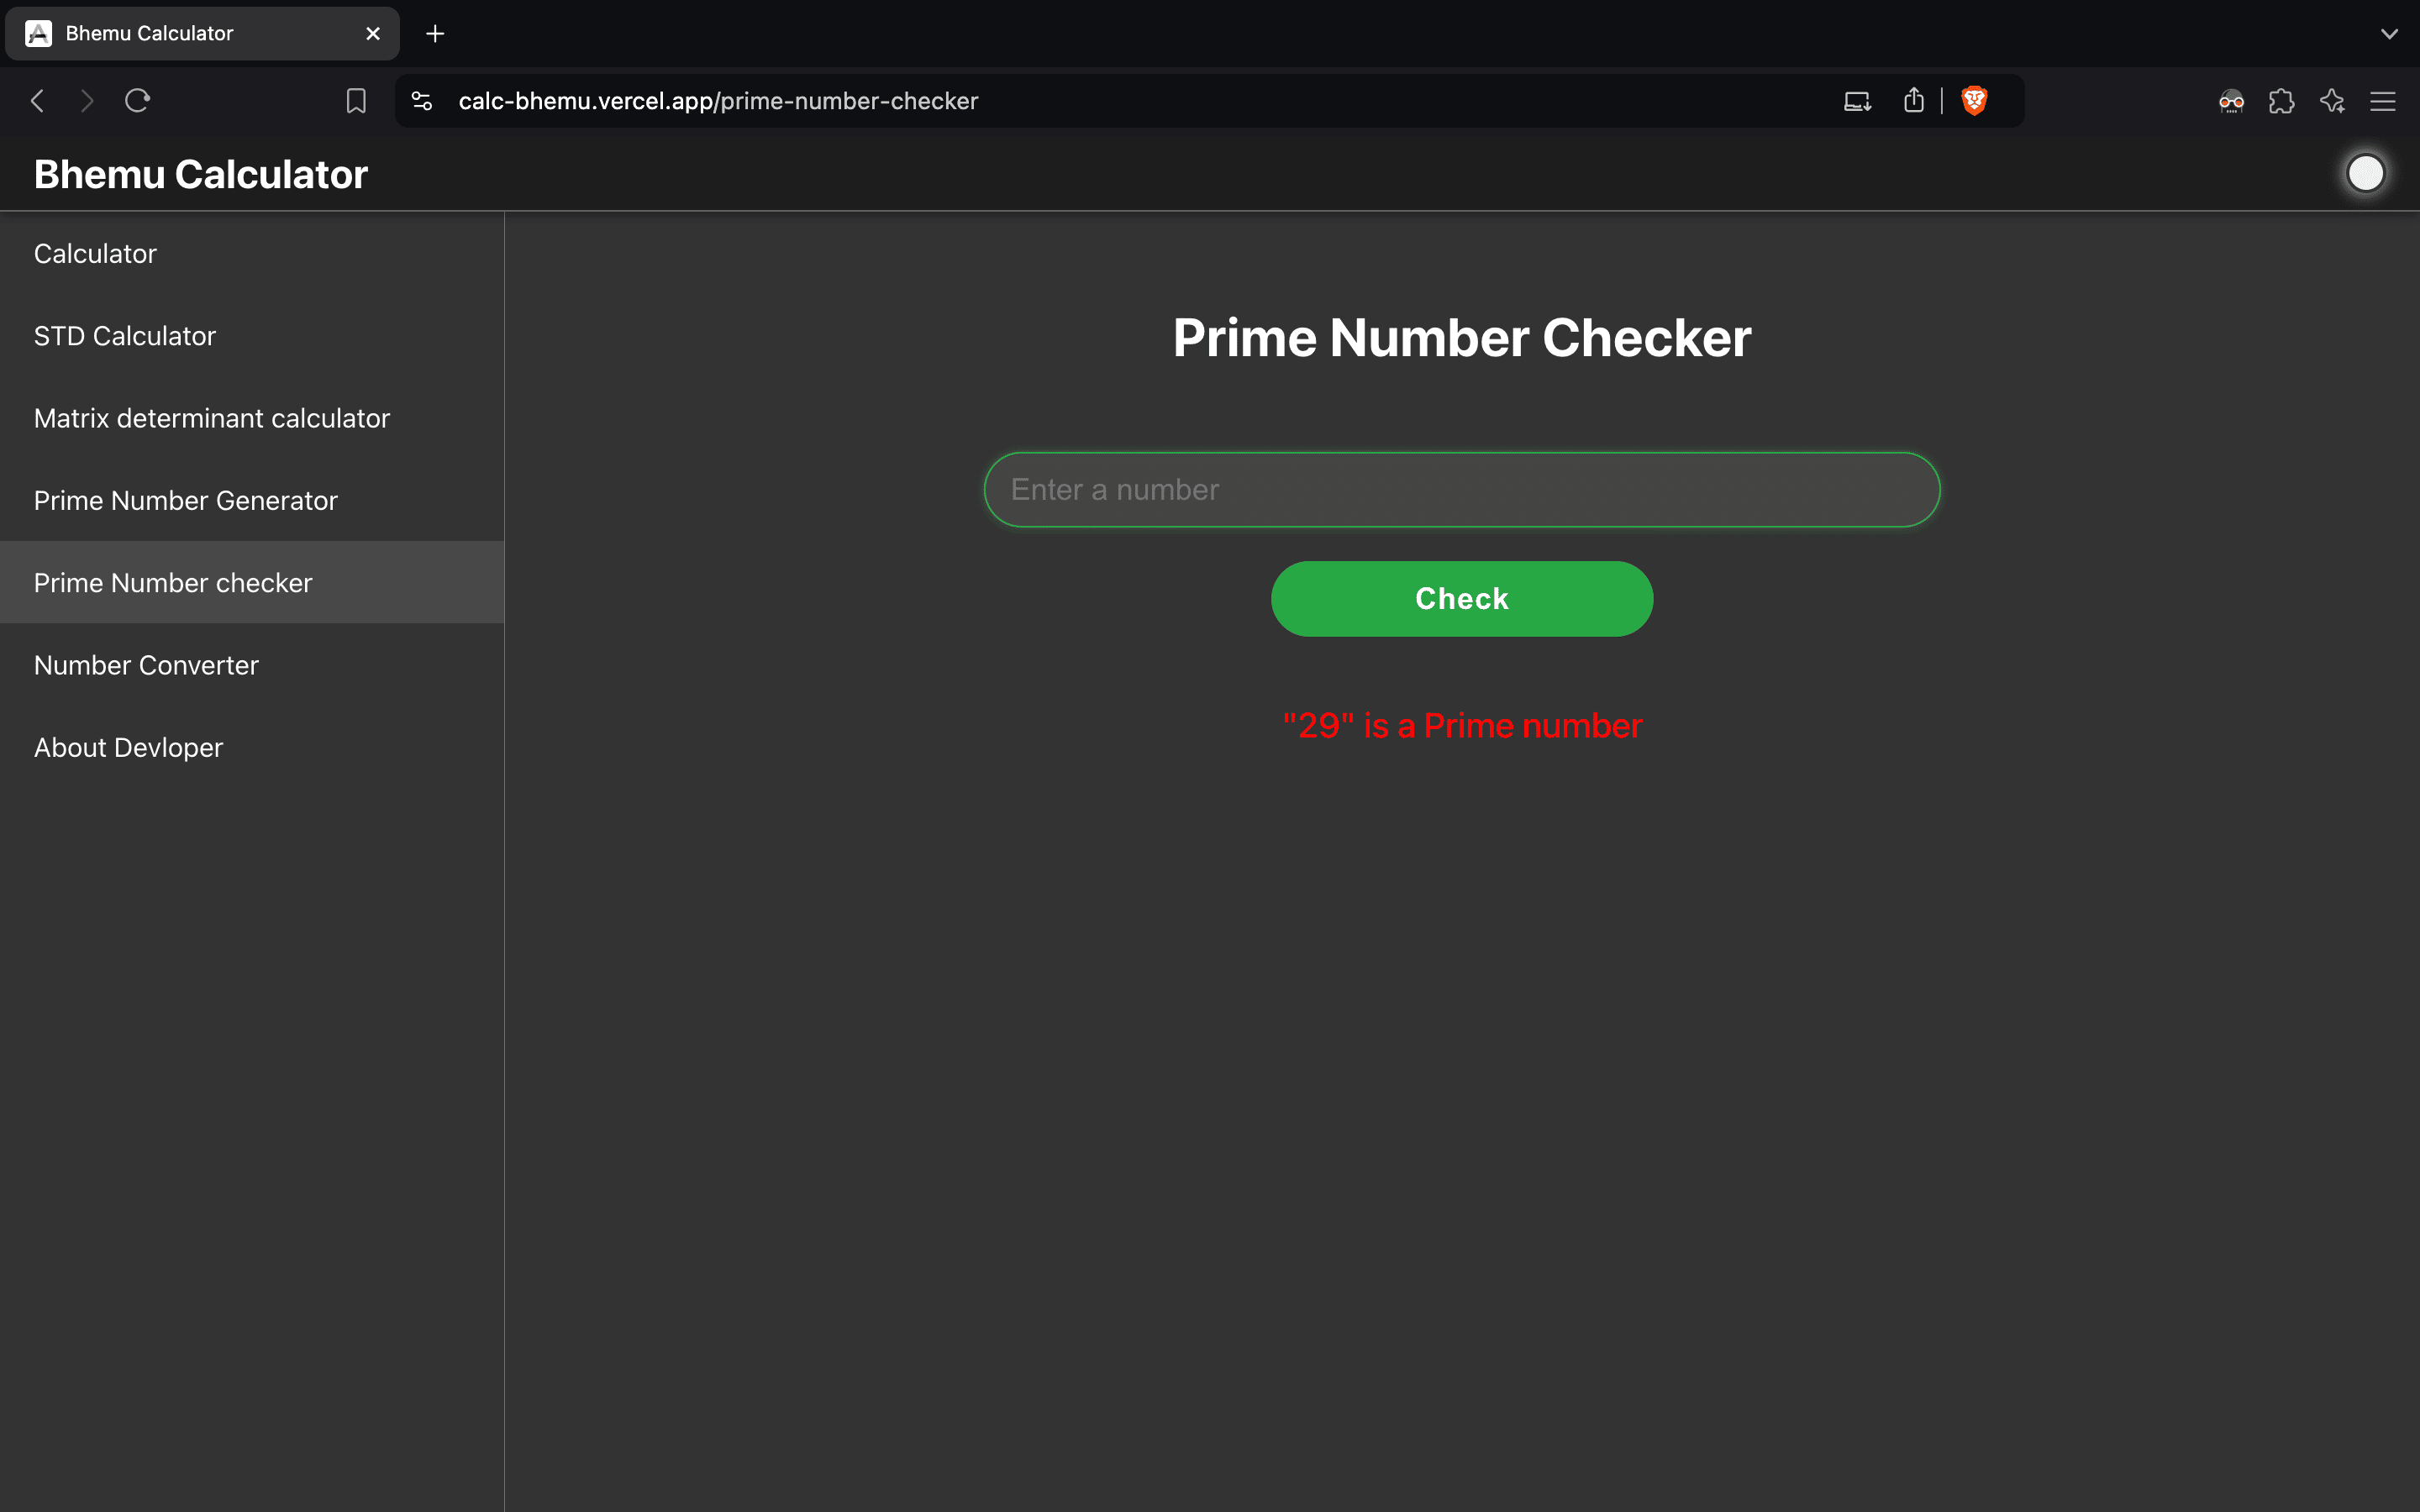 Bhemu Calculator
calc-bhemu.vercel.app/prime-number-checker
Bhemu Calculator
Calculator
STD Calculator
Matrix determinant calculator
Prime Number Generator
Prime Number checker
Number Converter
About Devloper
Prime Number Checker
Enter a number
Check
"29" is a Prime number